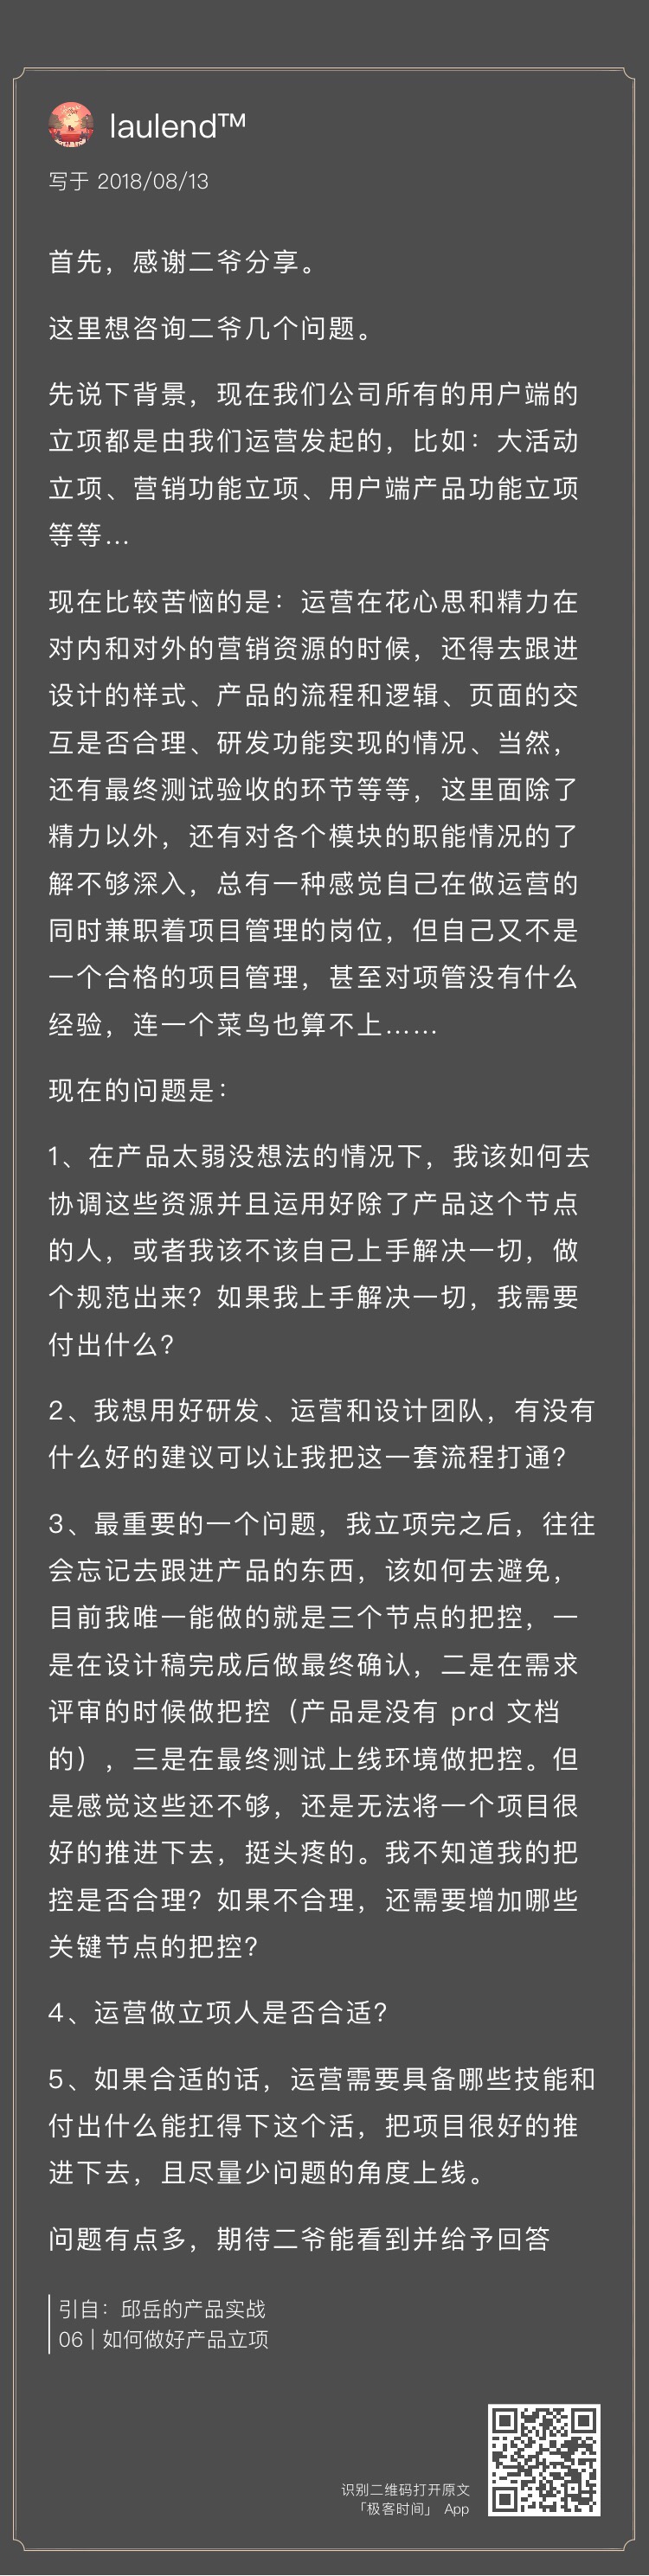 laulend™
写于 2018/08/13
首先，感谢二爷分享。
这里想咨询二爷几个问题。
先说下背景，现在我们公司所有的用户端的
立项都是由我们运营发起的，比如：大活动
立项、营销功能立项、用户端产品功能立项
等等…
现在比较苦恼的是：运营在花心思和精力在
对内和对外的营销资源的时候，还得去跟进
设计的样式、产品的流程和逻辑、页面的交
互是否合理、研发功能实现的情况、当然，
还有最终测试验收的环节等等，这里面除了
精力以外，还有对各个模块的职能情况的了
解不够深入，总有一种感觉自己在做运营的
同时兼职着项目管理的岗位，但自己又不是
一个合格的项目管理，甚至对项管没有什么
经验，连一个菜鸟也算不上……
现在的问题是：
1、在产品太弱没想法的情况下，我该如何去
协调这些资源并且运用好除了产品这个节点
的人，或者我该不该自己上手解决一切，做
个规范出来？如果我上手解决一切，我需要
付出什么？
2、我想用好研发、运营和设计团队，有没有
什么好的建议可以让我把这一套流程打通？
3、最重要的一个问题，我立项完之后，往往
会忘记去跟进产品的东西，该如何去避免，
目前我唯一能做的就是三个节点的把控，一
是在设计稿完成后做最终确认，二是在需求
评审的时候做把控（产品是没有 prd 文档
的），三是在最终测试上线环境做把控。但
是感觉这些还不够，还是无法将一个项目很
好的推进下去，挺头疼的。我不知道我的把
控是否合理？如果不合理，还需要增加哪些
关键节点的把控？
4、运营做立项人是否合适？
5、如果合适的话，运营需要具备哪些技能和
付出什么能扛得下这个活，把项目很好的推
进下去，且尽量少问题的角度上线。
问题有点多，期待二爷能看到并给予回答
引自：邱岳的产品实战
06 | 如何做好产品立项
识别二维码打开原文
「极客时间」 App